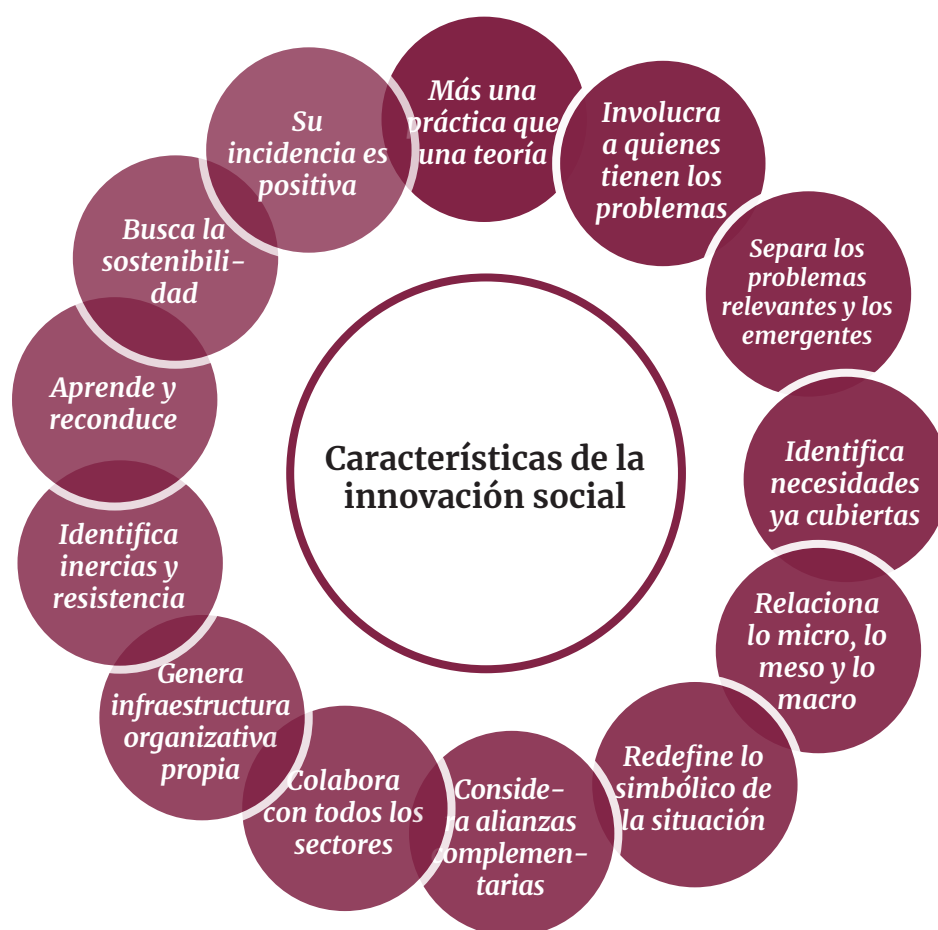 Más una
práctica que
una teoría
Involucra
a quienes
tienen los
problemas
Separa los
problemas
relevantes y los
emergentes
Identifica
necesidades
ya cubiertas
Relaciona
lo micro, lo
meso y lo
macro
Redefine lo
simbólico de
la situación
Conside-
ra alianzas
complemen-
tarias
Colabora
con todos los
sectores
Genera
infraestructura
organizativa
propia
Identifica
inercias y
resistencia
Aprende y
reconduce
Busca la
sostenibili-
dad
Su
incidencia es
positiva
Características de la
innovación social